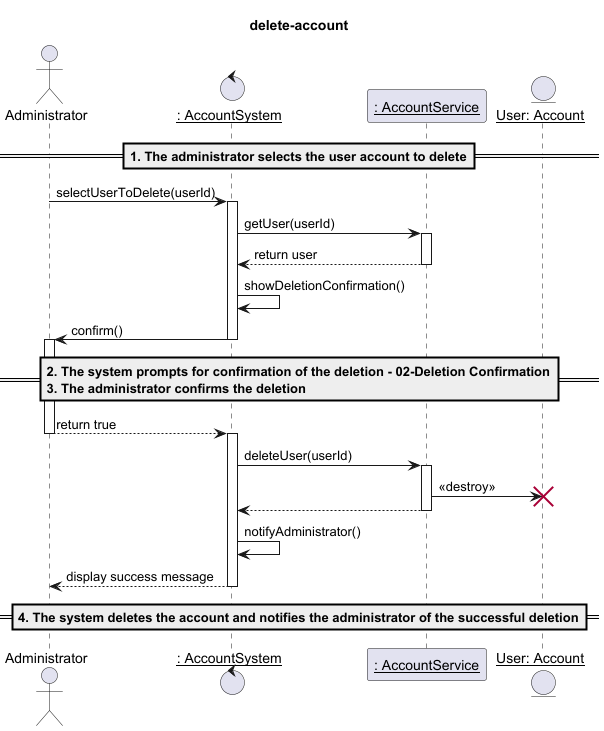 delete-account
Administrator
: AccountSystem
: AccountService
User: Account
1. The administrator selects the user account to delete
selectUserToDelete(userId)
getUser(userId)
return user
showDeletionConfirmation()
confirm()
2. The system prompts for confirmation of the deletion - 02-Deletion Confirmation
3. The administrator confirms the deletion
return true
deleteUser(userId)
«destroy»
notifyAdministrator()
display success message
4. The system deletes the account and notifies the administrator of the successful deletion
Administrator
: AccountSystem
: AccountService
User: Account